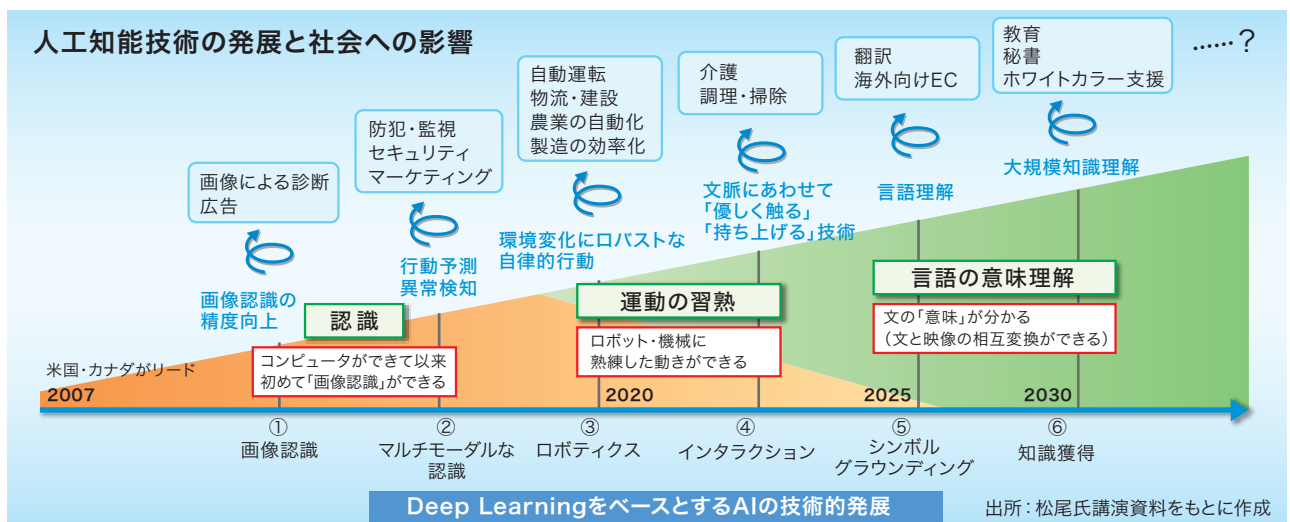 人工知能技術の発展と社会への影響
画像による診断
広告
防犯・監視
セキュリティ
マーケティング
自動運転
物流・建設
農業の自動化
製造の効率化
介護
調理・掃除
翻訳
海外向けEC
教育
秘書
ホワイトカラー支援
……?
画像認識の
精度向上
行動予測
異常検知
環境変化にロバストな
自律的行動
文脈にあわせて
「優しく触る」
「持ち上げる」技術
言語理解
大規模知識理解
認識
コンピュータができて以来
初めて「画像認識」ができる
運動の習熟
ロボット・機械に
熟練した動きができる
言語の意味理解
文の「意味」が分かる
(文と映像の相互変換ができる)
米国・カナダがリード
2007
2020
2025
2030
①
画像認識
②
マルチモーダルな
認識
③
ロボティクス
④
インタラクション
⑤
シンボル
グラウンディング
⑥
知識獲得
Deep LearningをベースとするAIの技術的発展
出所:松尾氏講演資料をもとに作成